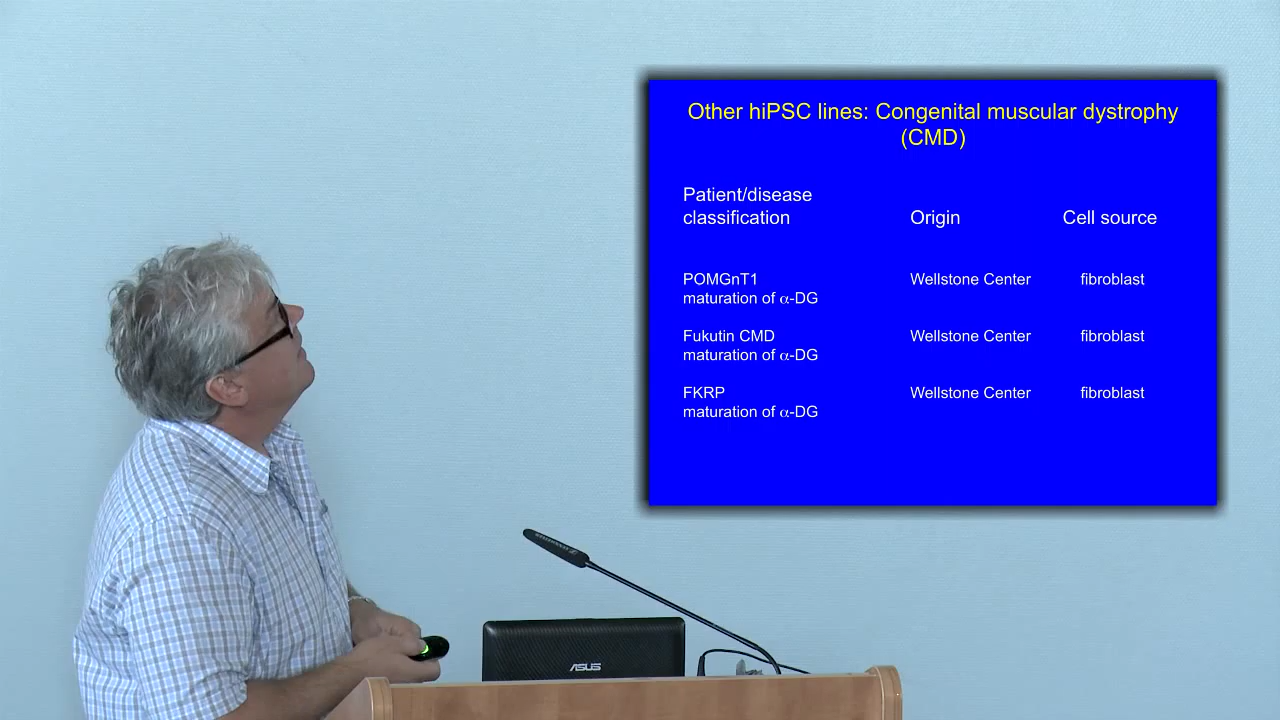 Other hiPSC lines: Congenital muscular dystrophy
(CMD)
Patient/disease
classification Origin Cell source
POMGnT1 Wellstone Center fibroblast
maturation of α-DG
Fukutin CMD Wellstone Center fibroblast
maturation of α-DG
FKRP Wellstone Center fibroblast
maturation of α-DG
ASUS